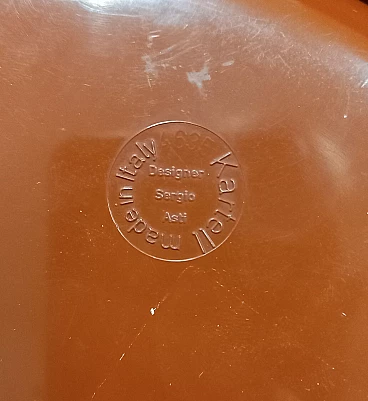 Kartell
made in Italy
Designer
Sergio
Asti